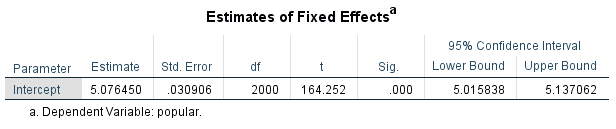 Estimates of Fixed Effectsa
95% Confidence Interval
Parameter Estimate Std. Error df t Sig. Lower Bound Upper Bound
Intercept 5.076450 .030906 2000 164.252 .000 5.015838 5.137062
a. Dependent Variable: popular.